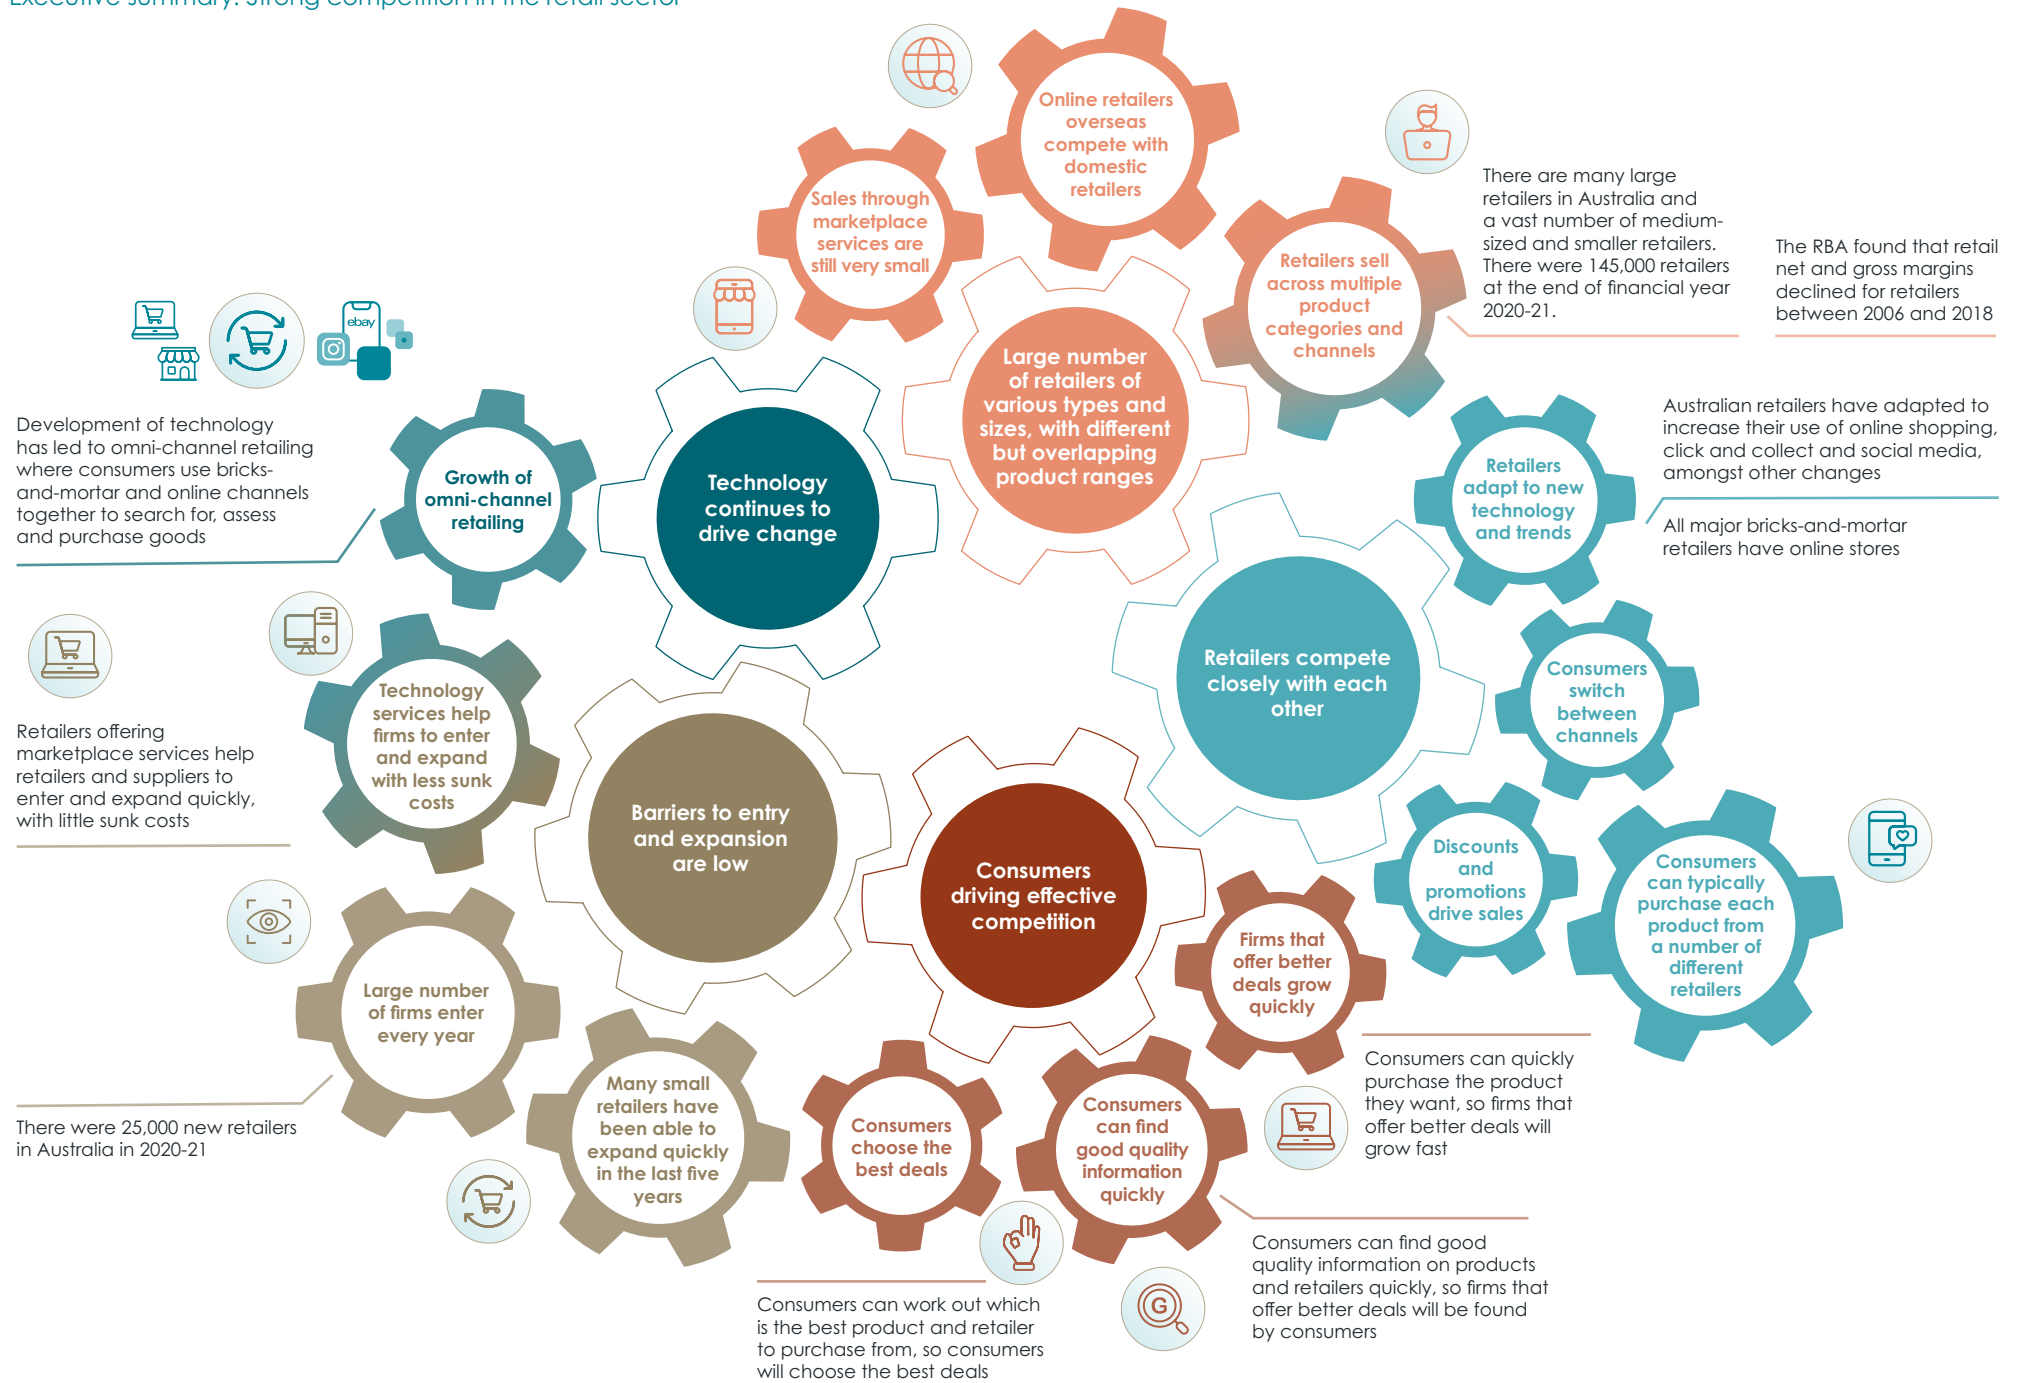 Executive summary: Strong competition in the retail sector
Online retailers
overseas
compete with
domestic
retailers
Sales through
marketplace
services are
still very small
Retailers sell
across multiple
product
categories and
channels
There are many large
retailers in Australia and
a vast number of medium-
sized and smaller retailers.
There were 145,000 retailers
at the end of financial year
2020-21.
The RBA found that retail
net and gross margins
declined for retailers
between 2006 and 2018
ebay
Large number
of retailers of
various types and
sizes, with different
but overlapping
product ranges
Development of technology
has led to omni-channel retailing
where consumers use bricks-
and-mortar and online channels
together to search for, assess
and purchase goods
Growth of
omni-channel
retailing
Technology
continues to
drive change
Retailers
adapt to new
technology
and trends
Australian retailers have adapted to
increase their use of online shopping,
click and collect and social media,
amongst other changes
All major bricks-and-mortar
retailers have online stores
Retailers compete
closely with each
other
Consumers
switch
between
channels
Technology
services help
firms to enter
and expand
with less sunk
costs
Retailers offering
marketplace services help
retailers and suppliers to
enter and expand quickly,
with little sunk costs
Barriers to entry
and expansion
are low
Consumers
driving effective
competition
Discounts
and
promotions
drive sales
Consumers
can typically
purchase each
product from
a number of
different
retailers
Firms that
offer better
deals grow
quickly
Large number
of firms enter
every year
There were 25,000 new retailers
in Australia in 2020-21
Many small
retailers have
been able to
expand quickly
in the last five
years
Consumers
choose the
best deals
Consumers
can find
good quality
information
quickly
Consumers can quickly
purchase the product
they want, so firms that
offer better deals will
grow fast
Consumers can find good
quality information on products
and retailers quickly, so firms that
offer better deals will be found
by consumers
G
Consumers can work out which
is the best product and retailer
to purchase from, so consumers
will choose the best deals